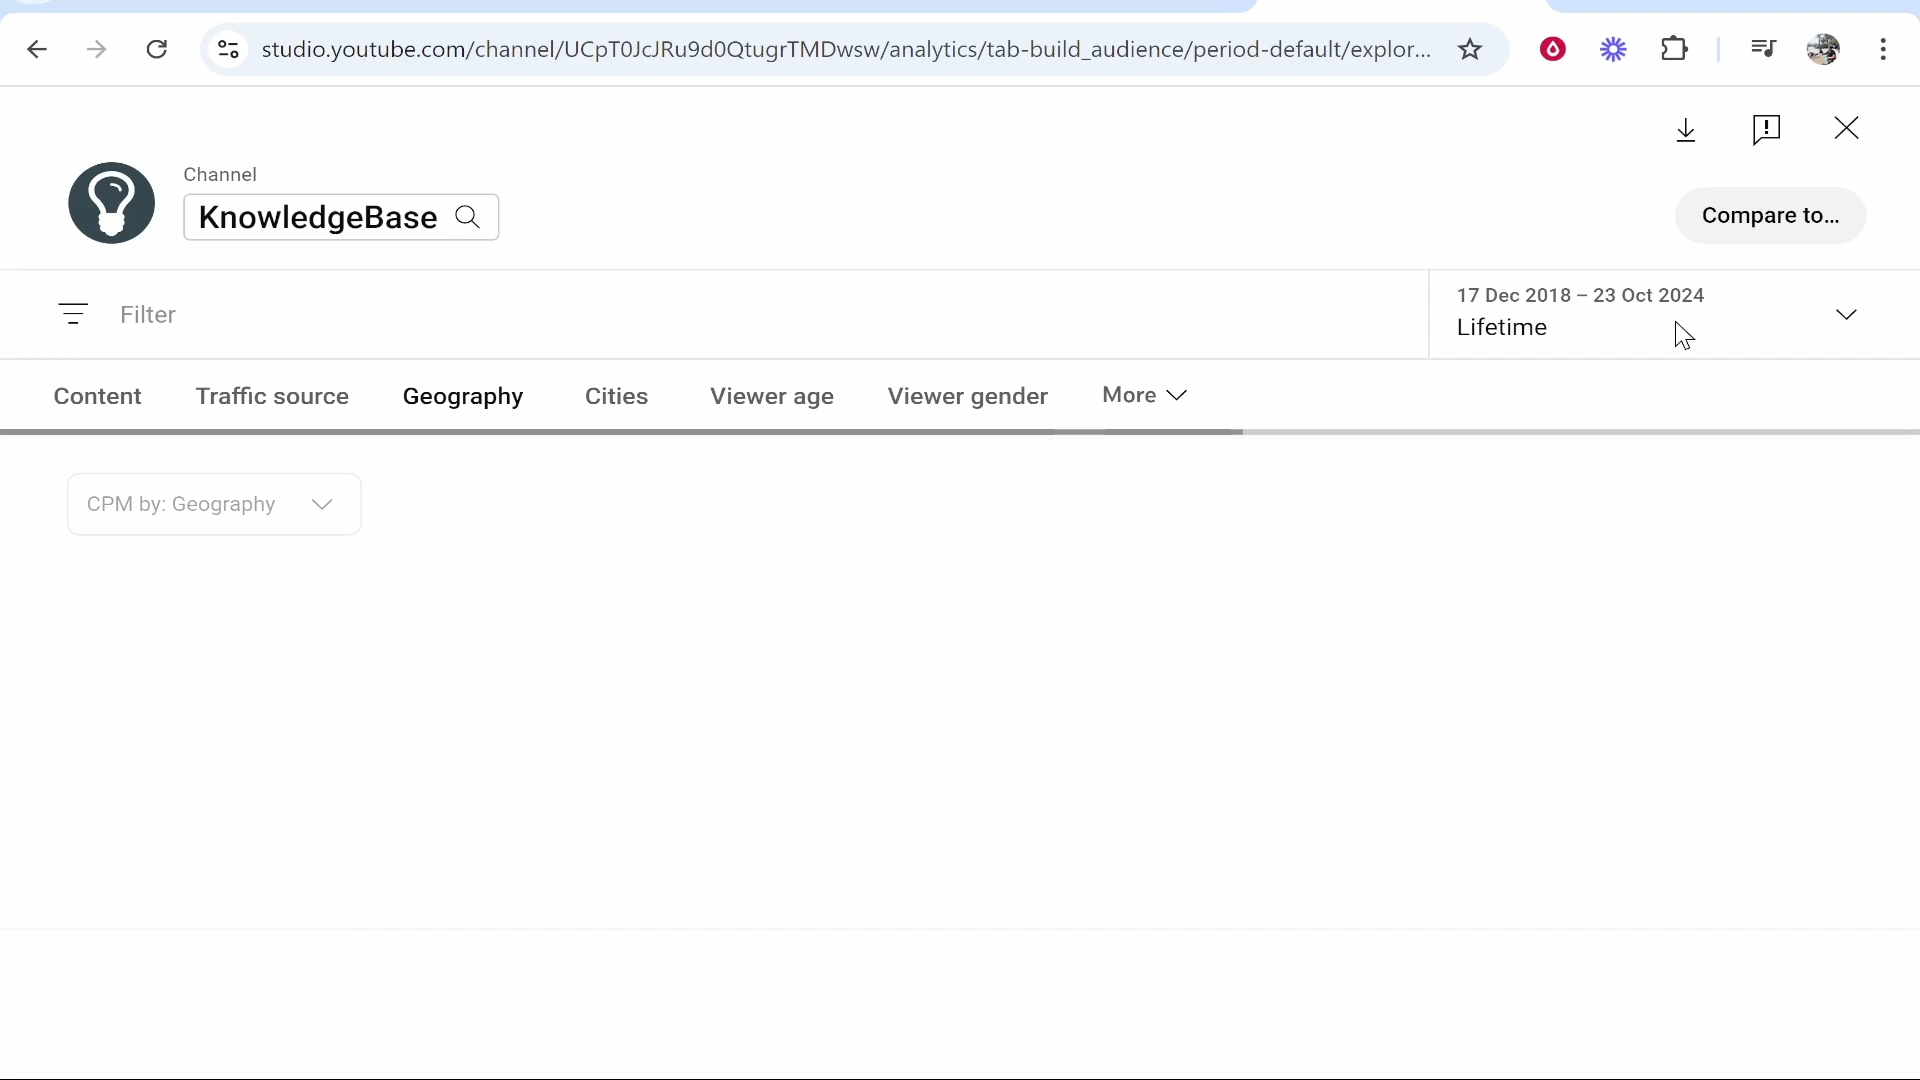 studio.youtube.com/channel/UCpT0JcJRu9d0QtugrTMDwsw/analytics/tab-build_audience/period-default/explor...
Channel
KnowledgeBase
Compare to...
Filter
17 Dec 2018 – 23 Oct 2024
Lifetime
Content Traffic source Geography Cities Viewer age Viewer gender More
CPM by: Geography